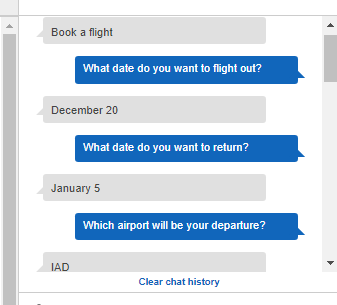 Book a flight
What date do you want to flight out?
December 20
What date do you want to return?
January 5
Which airport will be your departure?
IAD
Clear chat history